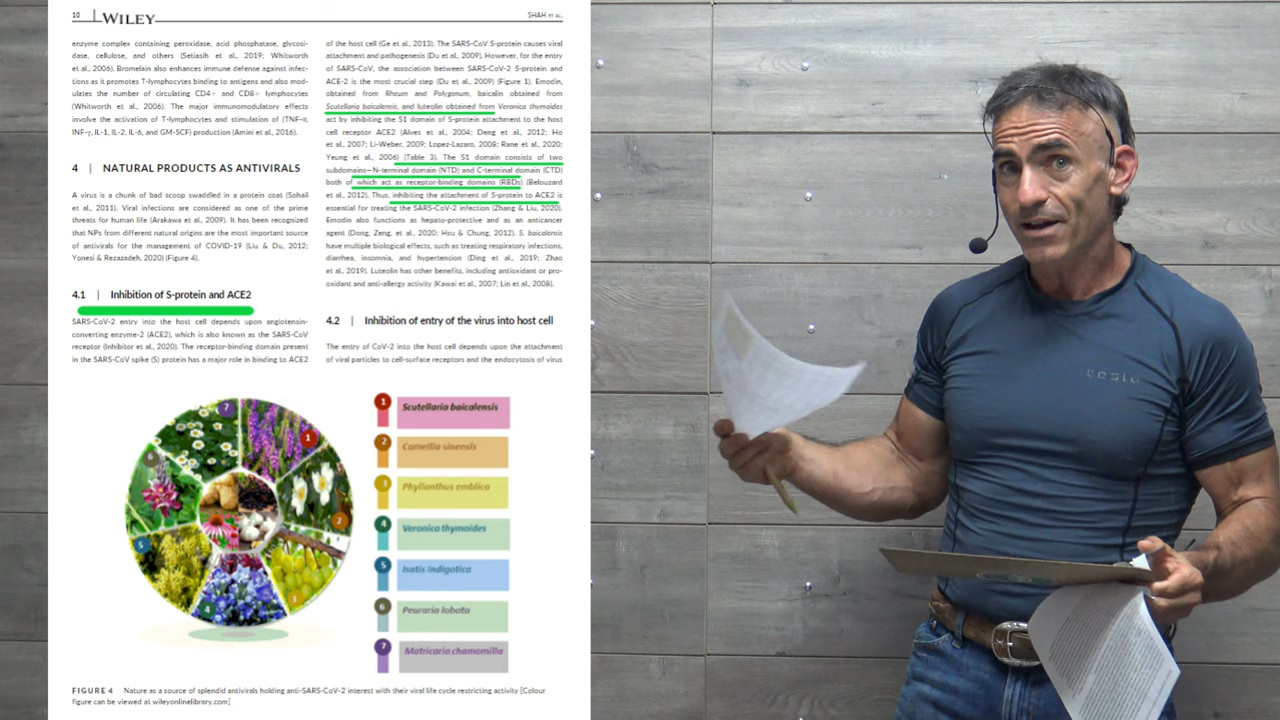 10
WILEY
SHAH ET AL.
enzyme complex containing peroxidase, acid phosphatase, glycosi-
dase, cellulose, and others (Setiasih et al., 2019; Whitworth
et al., 2006). Bromelain also enhances immune defense against infec-
tions as it promotes T-lymphocytes binding to antigens and also mod-
ulates the number of circulating CD4+ and CD8+ lymphocytes
(Whitworth et al., 2006). The major immunomodulatory effects
involve the activation of T-lymphocytes and stimulation of (TNF-α,
INF-γ, IL-1, IL-2, IL-6, and GM-SCF) production (Amini et al., 2016).
4 | NATURAL PRODUCTS AS ANTIVIRALS
A virus is a chunk of bad scoop swaddled in a protein coat (Sohail
et al., 2011). Viral infections are considered as one of the prime
threats for human life (Arakawa et al., 2009). It has been recognized
that NPs from different natural origins are the most important source
of antivirals for the management of COVID-19 (Liu & Du, 2012;
Yonesi & Rezazadeh, 2020) (Figure 4).
4.1 | Inhibition of S-protein and ACE2
SARS-CoV-2 entry into the host cell depends upon angiotensin-
converting enzyme-2 (ACE2), which is also known as the SARS-CoV
receptor (Inhibitor et al., 2020). The receptor-binding domain present
in the SARS-CoV spike (S) protein has a major role in binding to ACE2
of the host cell (Ge et al., 2013). The SARS-CoV S-protein causes viral
attachment and pathogenesis (Du et al., 2009). However, for the entry
of SARS-CoV, the association between SARS-CoV-2 S-protein and
ACE-2 is the most crucial step (Du et al., 2009) (Figure 1). Emodin,
obtained from Rheum and Polygonum, baicalin obtained from
Scutellaria baicalensis, and luteolin obtained from Veronica thymoides
act by inhibiting the S1 domain of S-protein attachment to the host
cell receptor ACE2 (Alves et al., 2004; Deng et al., 2012; Ho
et al., 2007; Li-Weber, 2009; Lopez-Lazaro, 2008; Rane et al., 2020;
Yeung et al., 2006) (Table 3). The S1 domain consists of two
subdomains—N-terminal domain (NTD) and C-terminal domain (CTD)
both of which act as receptor-binding domains (RBDs) (Belouzard
et al., 2012). Thus, inhibiting the attachment of S-protein to ACE2 is
essential for treating the SARS-CoV-2 infection (Zhang & Liu, 2020).
Emodin also functions as hepato-protective and as an anticancer
agent (Dong, Zeng, et al., 2020; Hsu & Chung, 2012). S. baicalensis
have multiple biological effects, such as treating respiratory infections,
diarrhea, insomnia, and hypertension (Ding et al., 2019; Zhao
et al., 2019). Luteolin has other benefits, including antioxidant or pro-
oxidant and anti-allergy activity (Kawai et al., 2007; Lin et al., 2008).
4.2 | Inhibition of entry of the virus into host cell
The entry of CoV-2 into the host cell depends upon the attachment
of viral particles to cell-surface receptors and the endocytosis of virus
7
1
6
2
5
3
4
1 Scutellaria baicalensis
2 Camellia sinensis
3 Phyllanthus emblica
4 Veronica thymoides
5 Isatis indigotica
6 Peuraria lobata
7 Matricaria chamomilla
FIGURE 4 Nature as a source of splendid antivirals holding anti-SARS-CoV-2 interest with their viral life cycle restricting activity [Colour
figure can be viewed at wileyonlinelibrary.com]
tesla